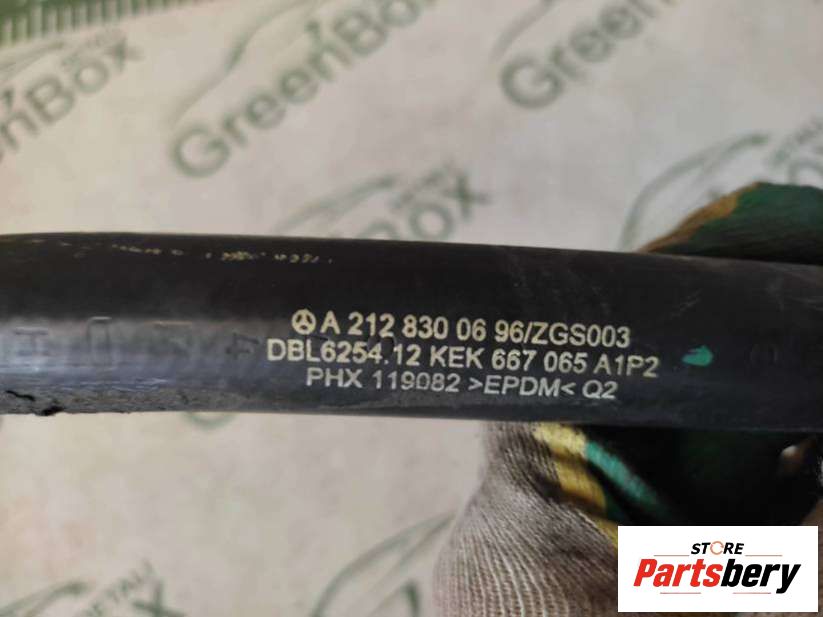 GreenBox
GreenBox
A 212 830 06 96/ZGS003
DBL6254.12 KEK 667 065 A1P2
PHX 119082 >EPDM< Q2
STORE
Partsbery